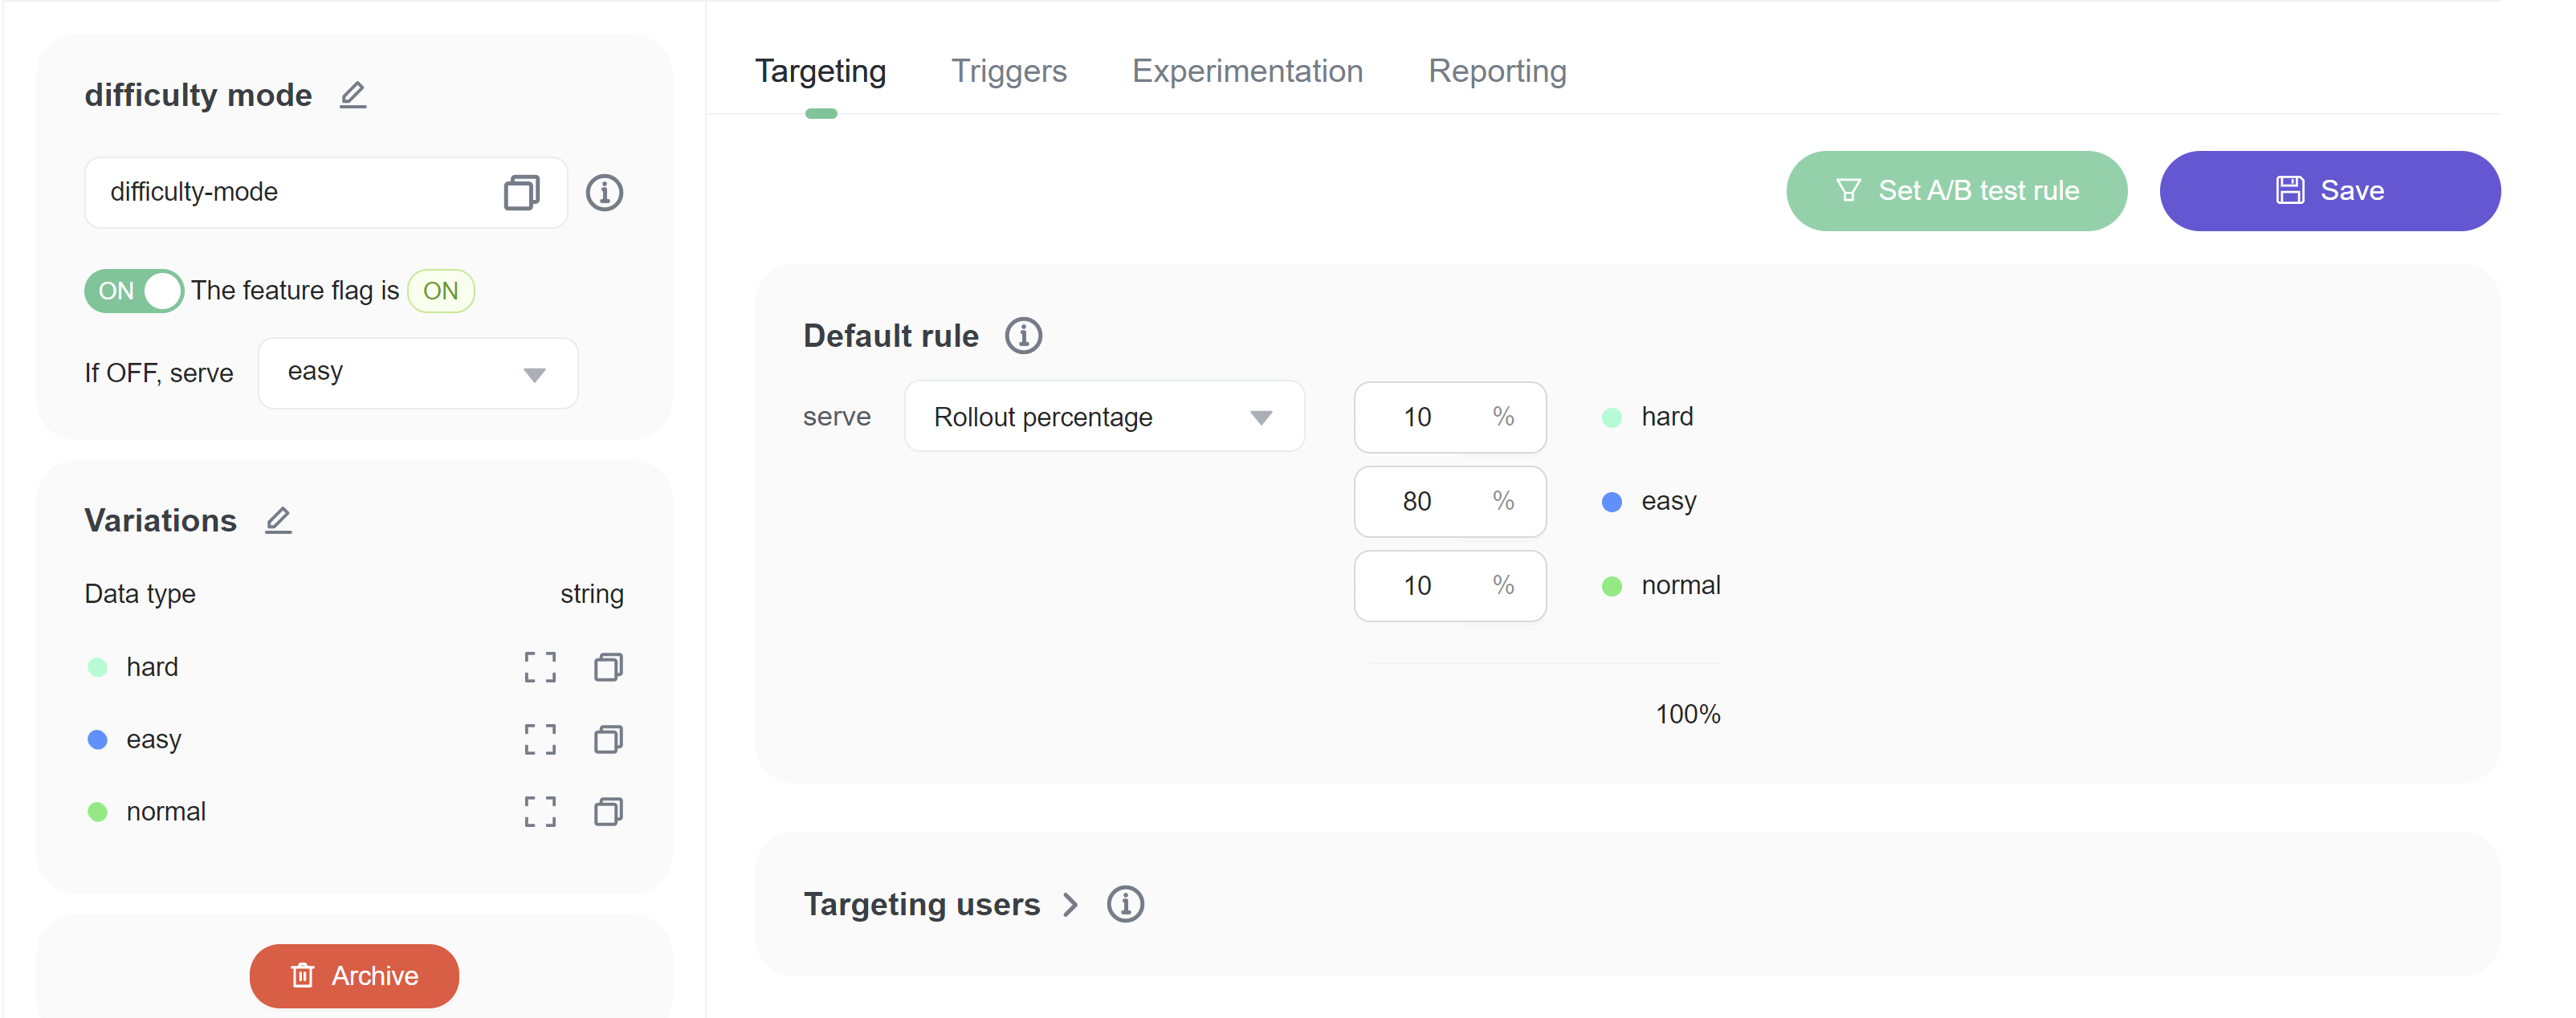 difficulty mode
difficulty-mode
ON The feature flag is ON
If OFF, serve easy
Variations
Data type string
hard
easy
normal
Archive
Targeting Triggers Experimentation Reporting
Set A/B test rule Save
Default rule
serve Rollout percentage 10 % hard
80 % easy
10 % normal
100%
Targeting users